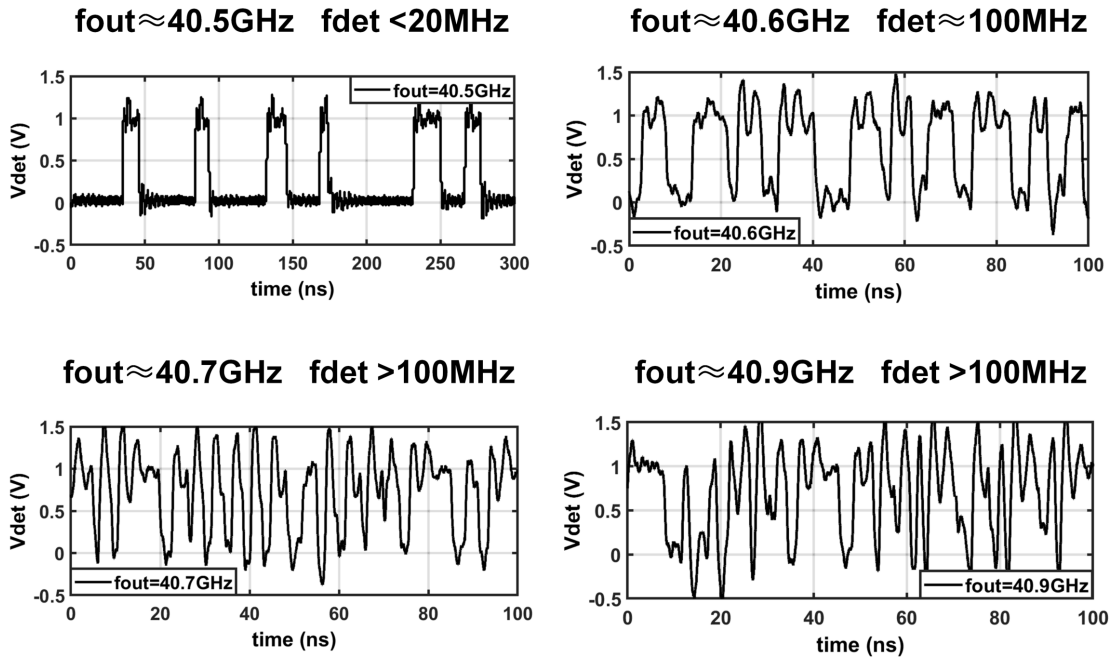 fout≈40.5GHz fdet <20MHz
fout≈40.6GHz fdet≈100MHz
1.5
1
0.5
0
-0.5
Vdet (V)
fout=40.5GHz
0 50 100 150 200 250 300
time (ns)
1.5
1
0.5
0
-0.5
Vdet (V)
fout=40.6GHz
0 20 40 60 80 100
time (ns)
fout≈40.7GHz fdet >100MHz
fout≈40.9GHz fdet >100MHz
1.5
1
0.5
0
-0.5
Vdet (V)
fout=40.7GHz
0 20 40 60 80 100
time (ns)
1.5
1
0.5
0
-0.5
Vdet (V)
fout=40.9GHz
0 20 40 60 80 100
time (ns)